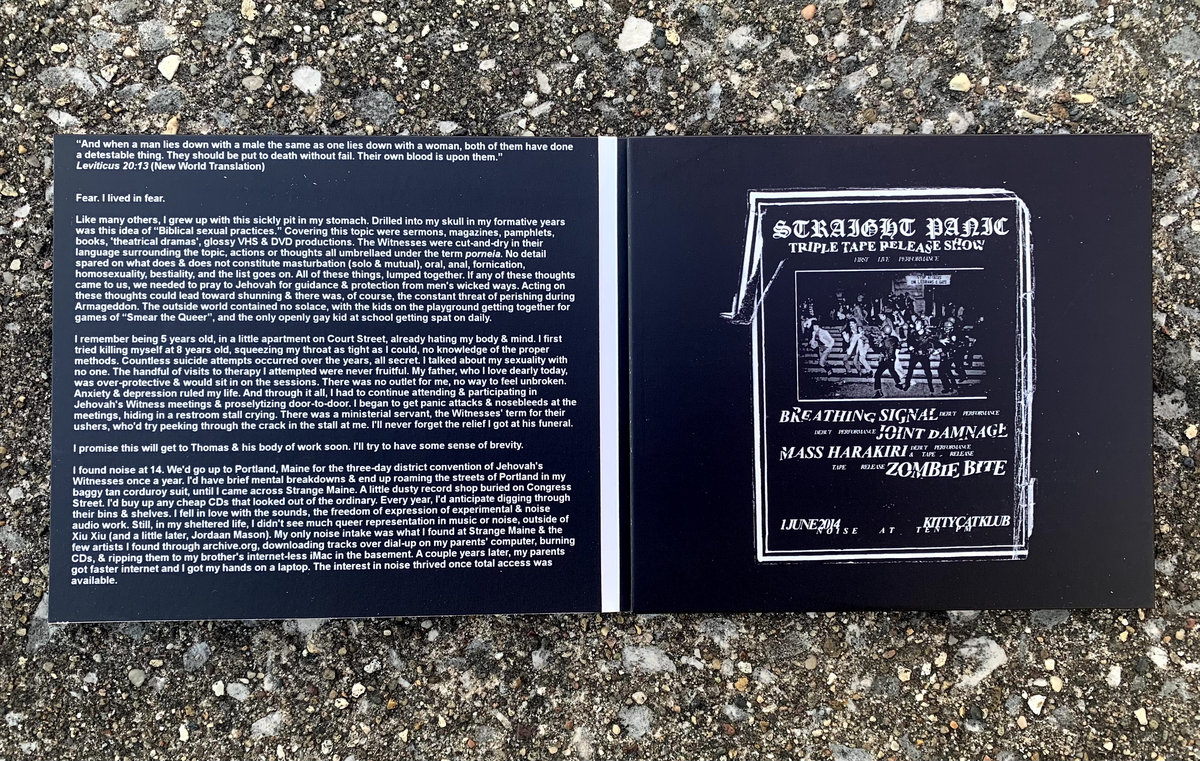 “And when a man lies down with a male the same as one lies down with a woman, both of them have done
a detestable thing. They should be put to death without fail. Their own blood is upon them.”
Leviticus 20:13 (New World Translation)
Fear. I lived in fear.
Like many others, I grew up with this sickly pit in my stomach. Drilled into my skull in my formative years
was this idea of “Biblical sexual practices.” Covering this topic were sermons, magazines, pamphlets,
books, 'theatrical dramas', glossy VHS & DVD productions. The Witnesses were cut-and-dry in their
language surrounding the topic, actions or thoughts all umbrellaed under the term porneia. No detail
spared on what does & does not constitute masturbation (solo & mutual), oral, anal, fornication,
homosexuality, bestiality, and the list goes on. All of these things, lumped together. If any of these thoughts
came to us, we needed to pray to Jehovah for guidance & protection from men's wicked ways. Acting on
these thoughts could lead toward shunning & there was, of course, the constant threat of perishing during
Armageddon. The outside world contained no solace, with the kids on the playground getting together for
games of “Smear the Queer”, and the only openly gay kid at school getting spat on daily.
I remember being 5 years old, in a little apartment on Court Street, already hating my body & mind. I first
tried killing myself at 8 years old, squeezing my throat as tight as I could, no knowledge of the proper
methods. Countless suicide attempts occurred over the years, all secret. I talked about my sexuality with
no one. The handful of visits to therapy I attempted were never fruitful. My father, who I love dearly today,
was over-protective & would sit in on the sessions. There was no outlet for me, no way to feel unbroken.
Anxiety & depression ruled my life. And through it all, I had to continue attending & participating in
Jehovah's Witness meetings & proselytizing door-to-door. I began to get panic attacks & nosebleeds at the
meetings, hiding in a restroom stall crying. There was a ministerial servant, the Witnesses' term for their
ushers, who'd try peeking through the crack in the stall at me. I'll never forget the relief I got at his funeral.
I promise this will get to Thomas & his body of work soon. I'll try to have some sense of brevity.
I found noise at 14. We'd go up to Portland, Maine for the three-day district convention of Jehovah's
Witnesses once a year. I'd have brief mental breakdowns & end up roaming the streets of Portland in my
baggy tan corduroy suit, until I came across Strange Maine. A little dusty record shop buried on Congress
Street. I'd buy up any cheap CDs that looked out of the ordinary. Every year, I'd anticipate digging through
their bins & shelves. I fell in love with the sounds, the freedom of expression of experimental & noise
audio work. Still, in my sheltered life, I didn't see much queer representation in music or noise, outside of
Xiu Xiu (and a little later, Jordaan Mason). My only noise intake was what I found at Strange Maine & the
few artists I found through archive.org, downloading tracks over dial-up on my parents' computer, burning
CDs, & ripping them to my brother's internet-less iMac in the basement. A couple years later, my parents
got faster internet and I got my hands on a laptop. The interest in noise thrived once total access was
available.
STRAIGHT PANIC
TRIPLE TAPE RELEASE SHOW
FIRST LIVE PERFORMANCE
BREATHING SIGNAL DEBUT PERFORMANCE
DEBUT PERFORMANCE JOINT DAMNAGE
MASS HARAKIRI DEBUT PERFORMANCE & TAPE RELEASE
TAPE RELEASE ZOMBIE BITE
1 JUNE 2014 KITTYCATKLUB
NOISE AT TEN PM